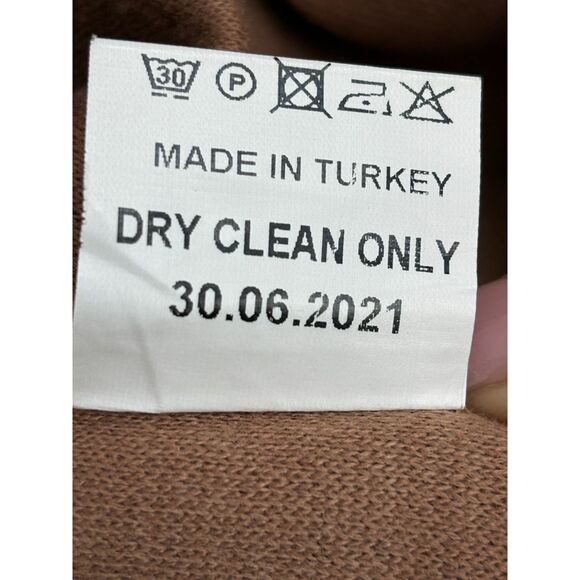 30 P
MADE IN TURKEY
DRY CLEAN ONLY
30.06.2021